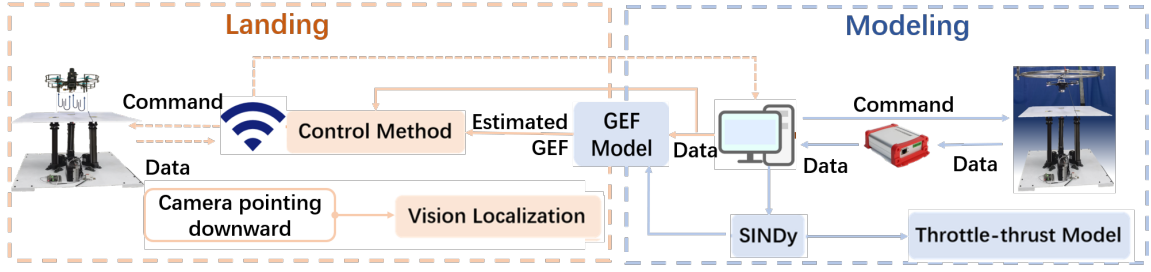 Landing
Modeling
Command
Control Method
Estimated
GEF
GEF
Model
Data
Command
Data
Data
Data
Camera pointing
downward
Vision Localization
SINDy
Throttle-thrust Model